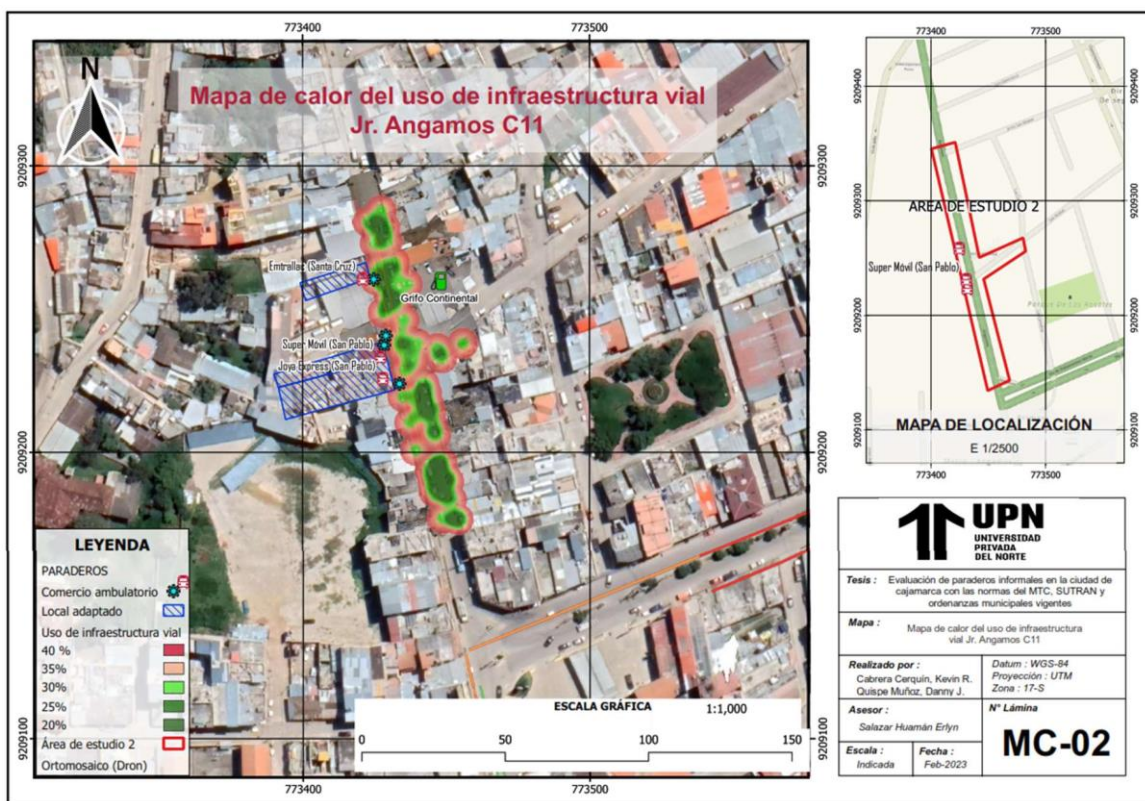 773400
773500
9209300
9209200
9209100
N
Mapa de calor del uso de infraestructura vial
Jr. Angamos C11
Emtrallac (Santa Cruz)
Grifo Continental
Super Móvil (San Pablo)
Joya Express (San Pablo)
LEYENDA
PARADEROS
Comercio ambulatorio
Local adaptado
Uso de infraestructura vial
40 %
35%
30%
25%
20%
Área de estudio 2
Ortomosaico (Dron)
ESCALA GRÁFICA 1:1,000
0 50 100 150
9209300
9209200
9209100
773400
773500
773400
773500
9209400
9209300
9209200
9209100
AREA DE ESTUDIO 2
Super Móvil (San Pablo)
MAPA DE LOCALIZACIÓN
E 1/2500
9209400
9209300
9209200
9209100
773400
773500
UPN
UNIVERSIDAD
PRIVADA
DEL NORTE
Tesis : Evaluación de paraderos informales en la ciudad de
cajamarca con las normas del MTC, SUTRAN y
ordenanzas municipales vigentes
Mapa : Mapa de calor del uso de infraestructura
vial Jr. Angamos C11
Realizado por :
Cabrera Cerquín, Kevin R.
Quispe Muñoz, Danny J.
Datum : WGS-84
Proyección : UTM
Zona : 17-S
Asesor :
Salazar Huamán Erlyn
N° Lámina
MC-02
Escala :
Indicada
Fecha :
Feb-2023